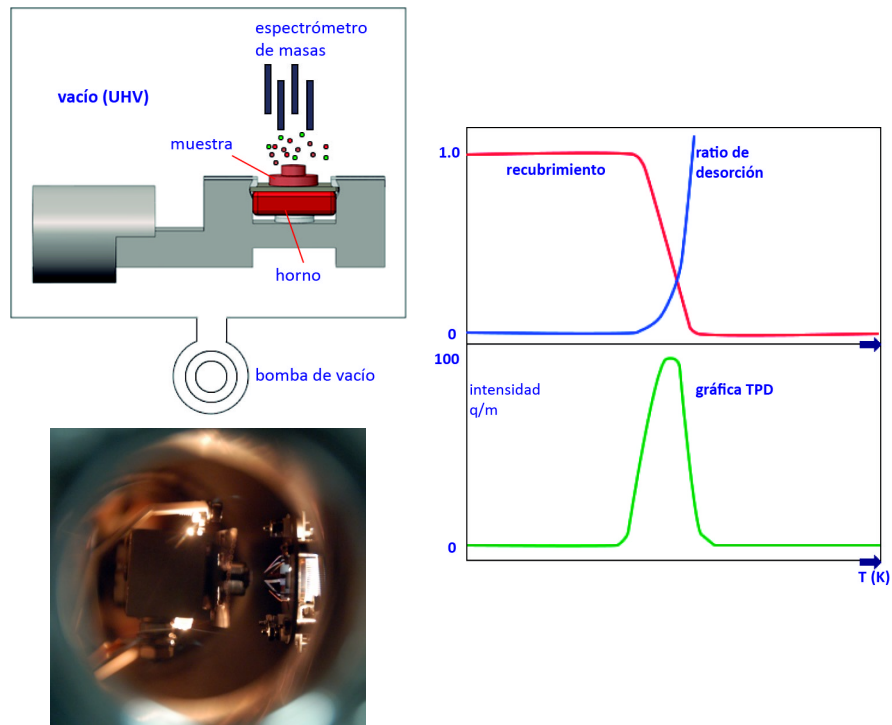 espectrómetro
de masas
vacío (UHV)
muestra
horno
bomba de vacío
1.0
recubrimiento
ratio de
desorción
0
100
intensidad
q/m
gráfica TPD
0
T (K)